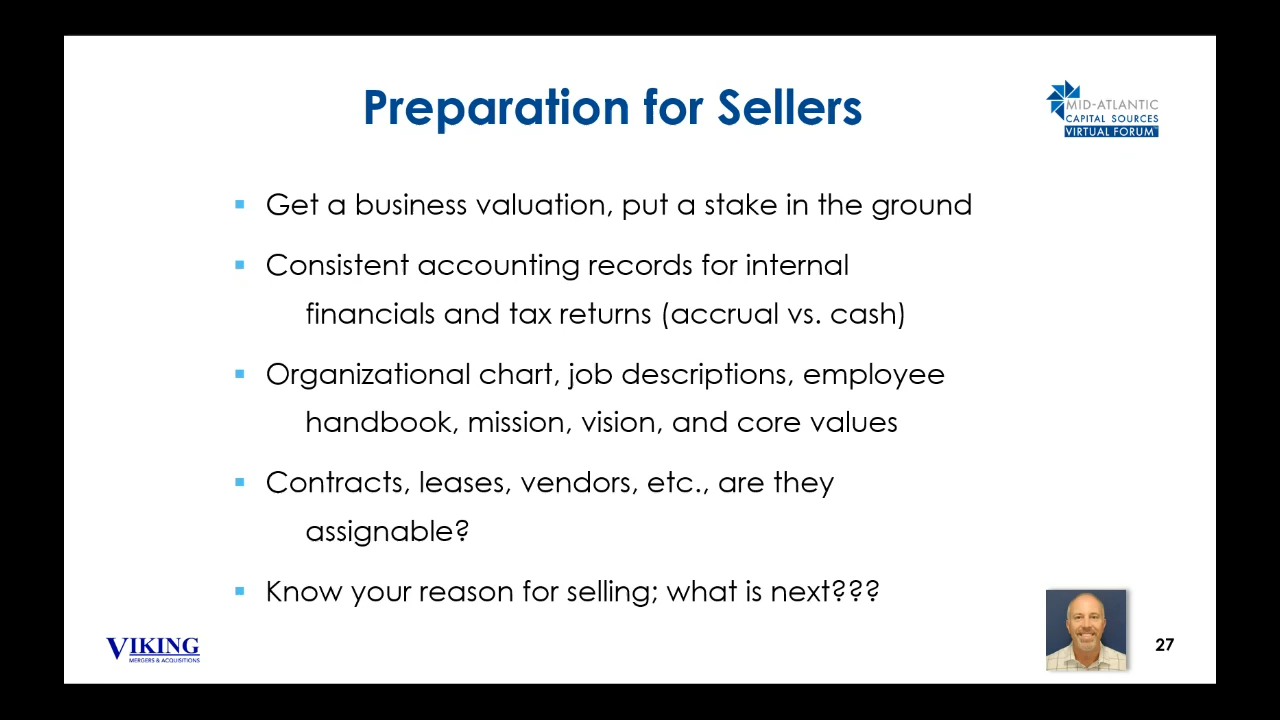 Preparation for Sellers
MID-ATLANTIC
CAPITAL SOURCES
VIRTUAL FORUM
▪ Get a business valuation, put a stake in the ground
▪ Consistent accounting records for internal
financials and tax returns (accrual vs. cash)
▪ Organizational chart, job descriptions, employee
handbook, mission, vision, and core values
▪ Contracts, leases, vendors, etc., are they
assignable?
▪ Know your reason for selling; what is next???
VIKING
MERGERS & ACQUISITIONS
27